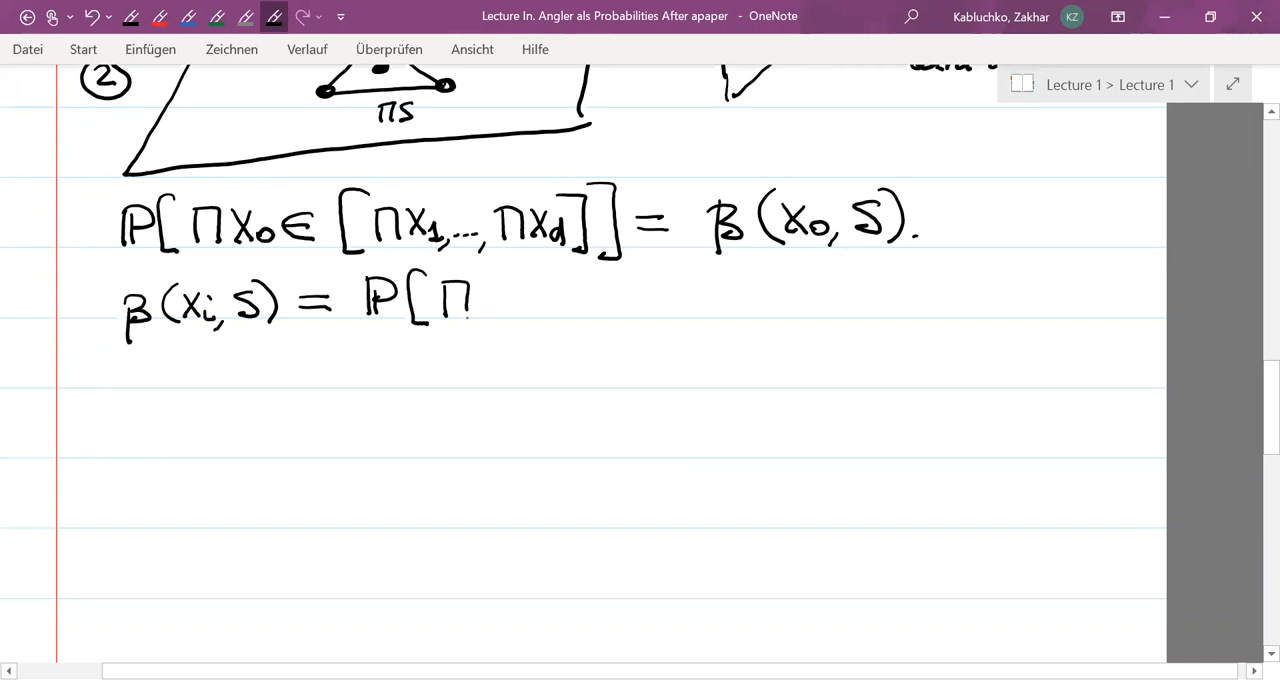 Lecture In. Angler als Probabilities After apaper - OneNote
Kabluchko, Zakhar KZ
Datei Start Einfügen Zeichnen Verlauf Überprüfen Ansicht Hilfe
Lecture 1 > Lecture 1
2
ΠS
ℙ[ΠX₀∈[ΠX₁,...,ΠX_d]] = β(X₀,S).
β(Xi,S) = ℙ[Π